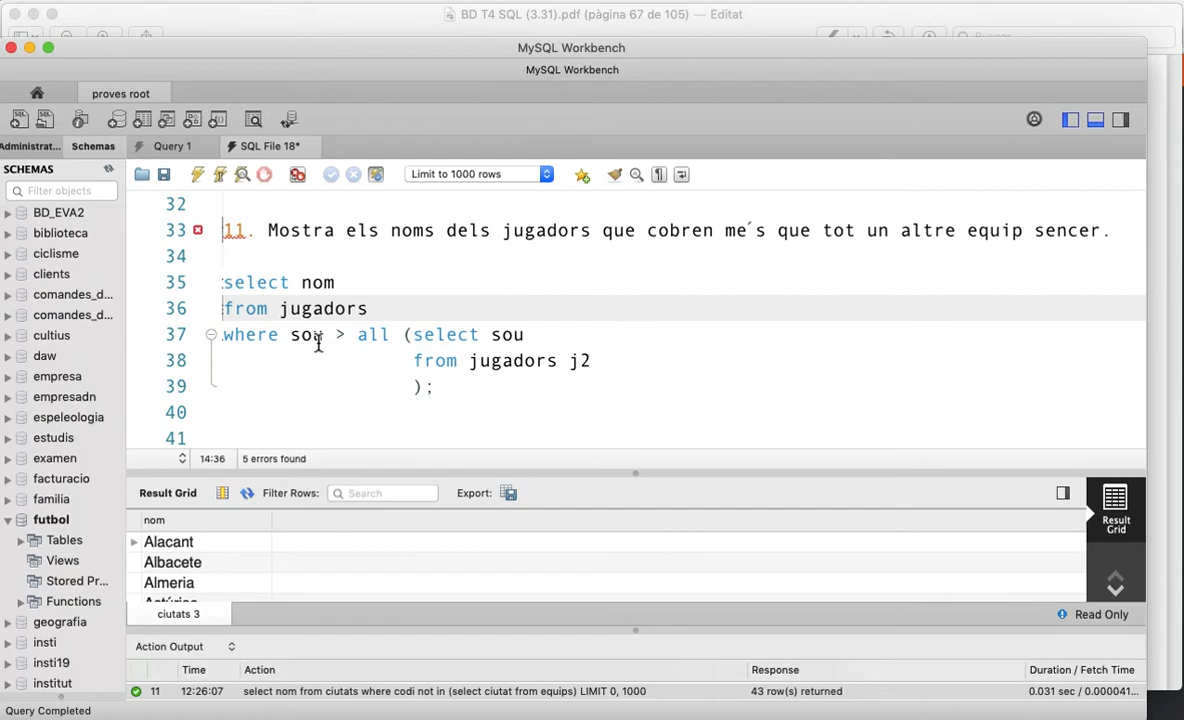 BD T4 SQL (3.31).pdf (pàgina 67 de 105) — Editat
MySQL Workbench
MySQL Workbench
proves root
Administrat... Schemas Query 1 SQL File 18*
SCHEMAS
Limit to 1000 rows
Filter objects
BD_EVA2
biblioteca
ciclisme
clients
comandes_d...
comandes_d...
cultius
daw
empresa
empresadn
espeleologia
estudis
examen
facturacio
familia
futbol
Tables
Views
Stored Pr...
Functions
geografia
insti
insti19
institut
32
33 11. Mostra els noms dels jugadors que cobren me´s que tot un altre equip sencer.
34
35 select nom
36 from jugadors
37 where sou > all (select sou
38 from jugadors j2
39 );
40
41
14:36 5 errors found
Result Grid Filter Rows: Search Export:
nom
Alacant
Albacete
Almeria
Result Grid
ciutats 3 Read Only
Action Output
Time Action Response Duration / Fetch Time
11 12:26:07 select nom from ciutats where codi not in (select ciutat from equips) LIMIT 0, 1000 43 row(s) returned 0.031 sec / 0.000041...
Query Completed